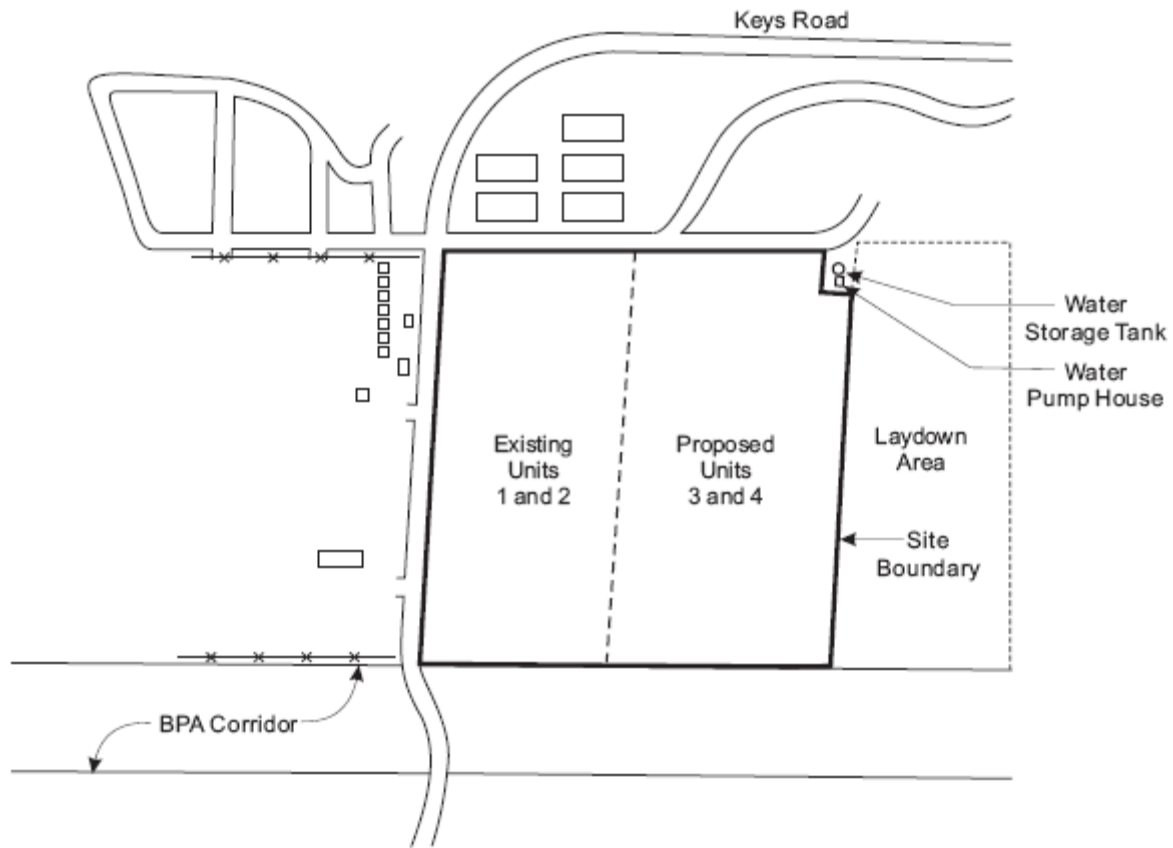 Keys Road
Water
Storage Tank
Water
Pump House
Laydown
Area
Existing
Units
1 and 2
Proposed
Units
3 and 4
Site
Boundary
BPA Corridor